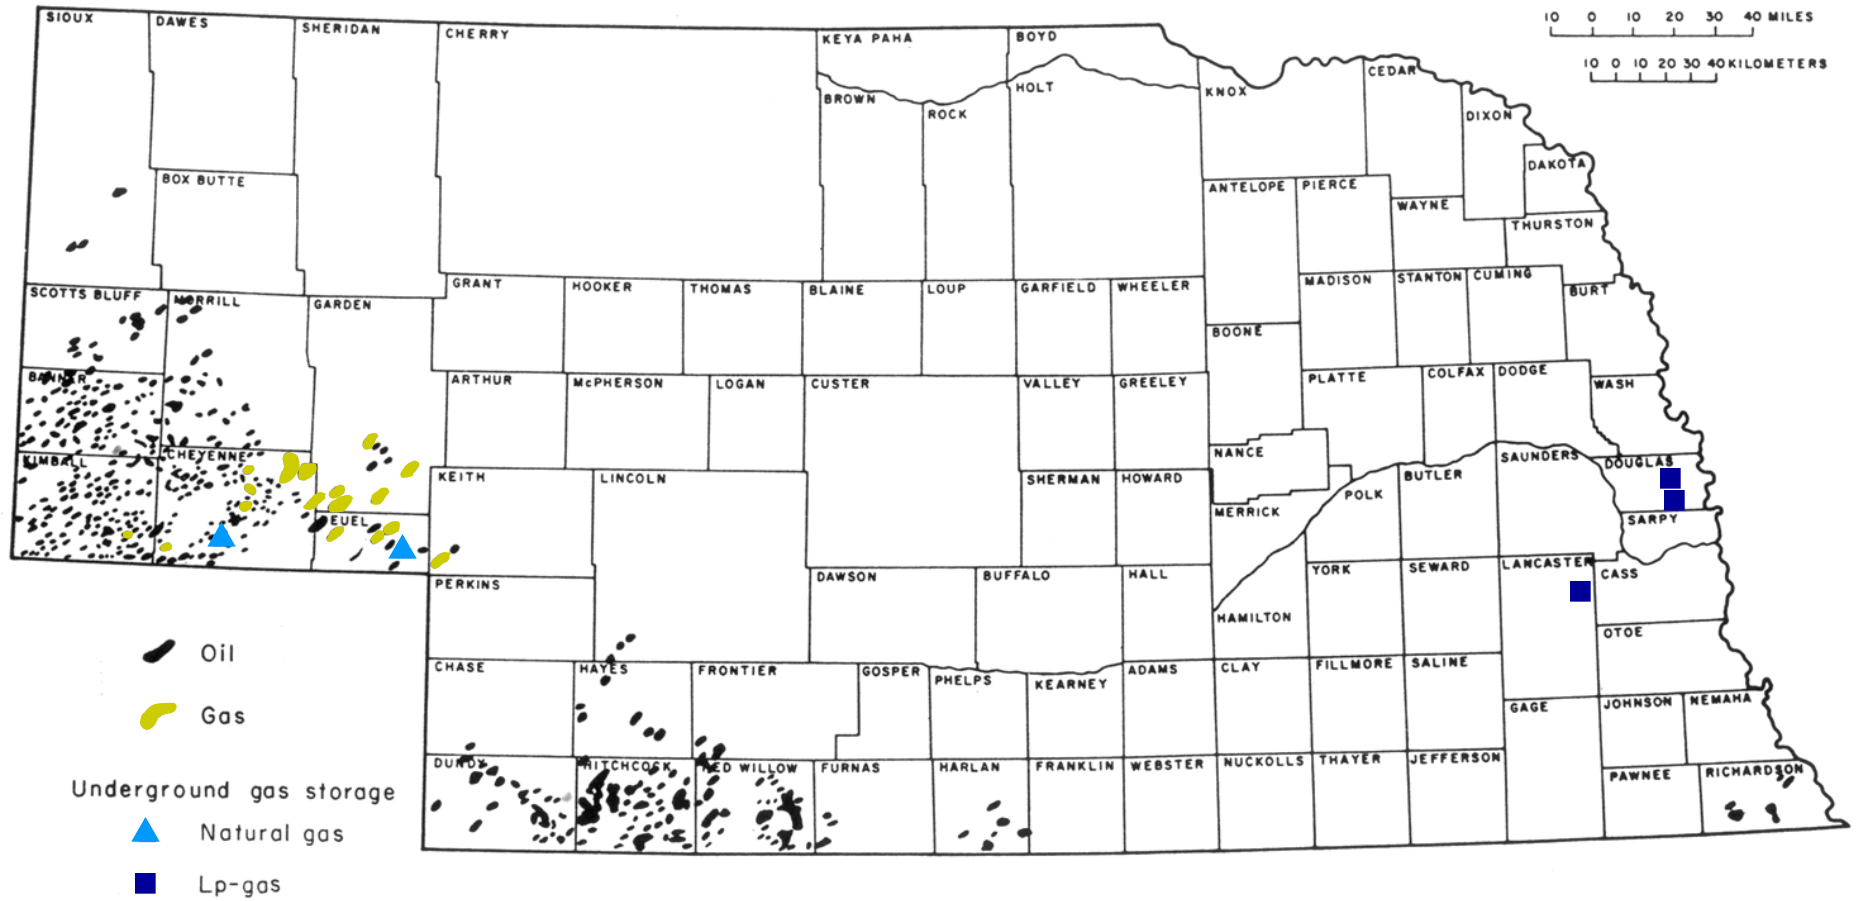 10 0 10 20 30 40 MILES
10 0 10 20 30 40 KILOMETERS
SIOUX
DAWES
SHERIDAN
CHERRY
KEYA PAHA
BOYD
BROWN
ROCK
HOLT
KNOX
CEDAR
DIXON
DAKOTA
BOX BUTTE
ANTELOPE
PIERCE
WAYNE
THURSTON
SCOTTS BLUFF
MORRILL
GARDEN
GRANT
HOOKER
THOMAS
BLAINE
LOUP
GARFIELD
WHEELER
MADISON
STANTON
CUMING
BURT
BOONE
BANNER
ARTHUR
McPHERSON
LOGAN
CUSTER
VALLEY
GREELEY
PLATTE
COLFAX
DODGE
WASH
KIMBALL
CHEYENNE
KEITH
LINCOLN
SHERMAN
HOWARD
NANCE
MERRICK
POLK
BUTLER
SAUNDERS
DOUGLAS
SARPY
EUEL
PERKINS
DAWSON
BUFFALO
HALL
HAMILTON
YORK
SEWARD
LANCASTER
CASS
OTOE
CHASE
HAYES
FRONTIER
GOSPER
PHELPS
KEARNEY
ADAMS
CLAY
FILLMORE
SALINE
GAGE
JOHNSON
NEMAHA
DUNDY
HITCHCOCK
RED WILLOW
FURNAS
HARLAN
FRANKLIN
WEBSTER
NUCKOLLS
THAYER
JEFFERSON
PAWNEE
RICHARDSON
Oil
Gas
Underground gas storage
Natural gas
Lp-gas